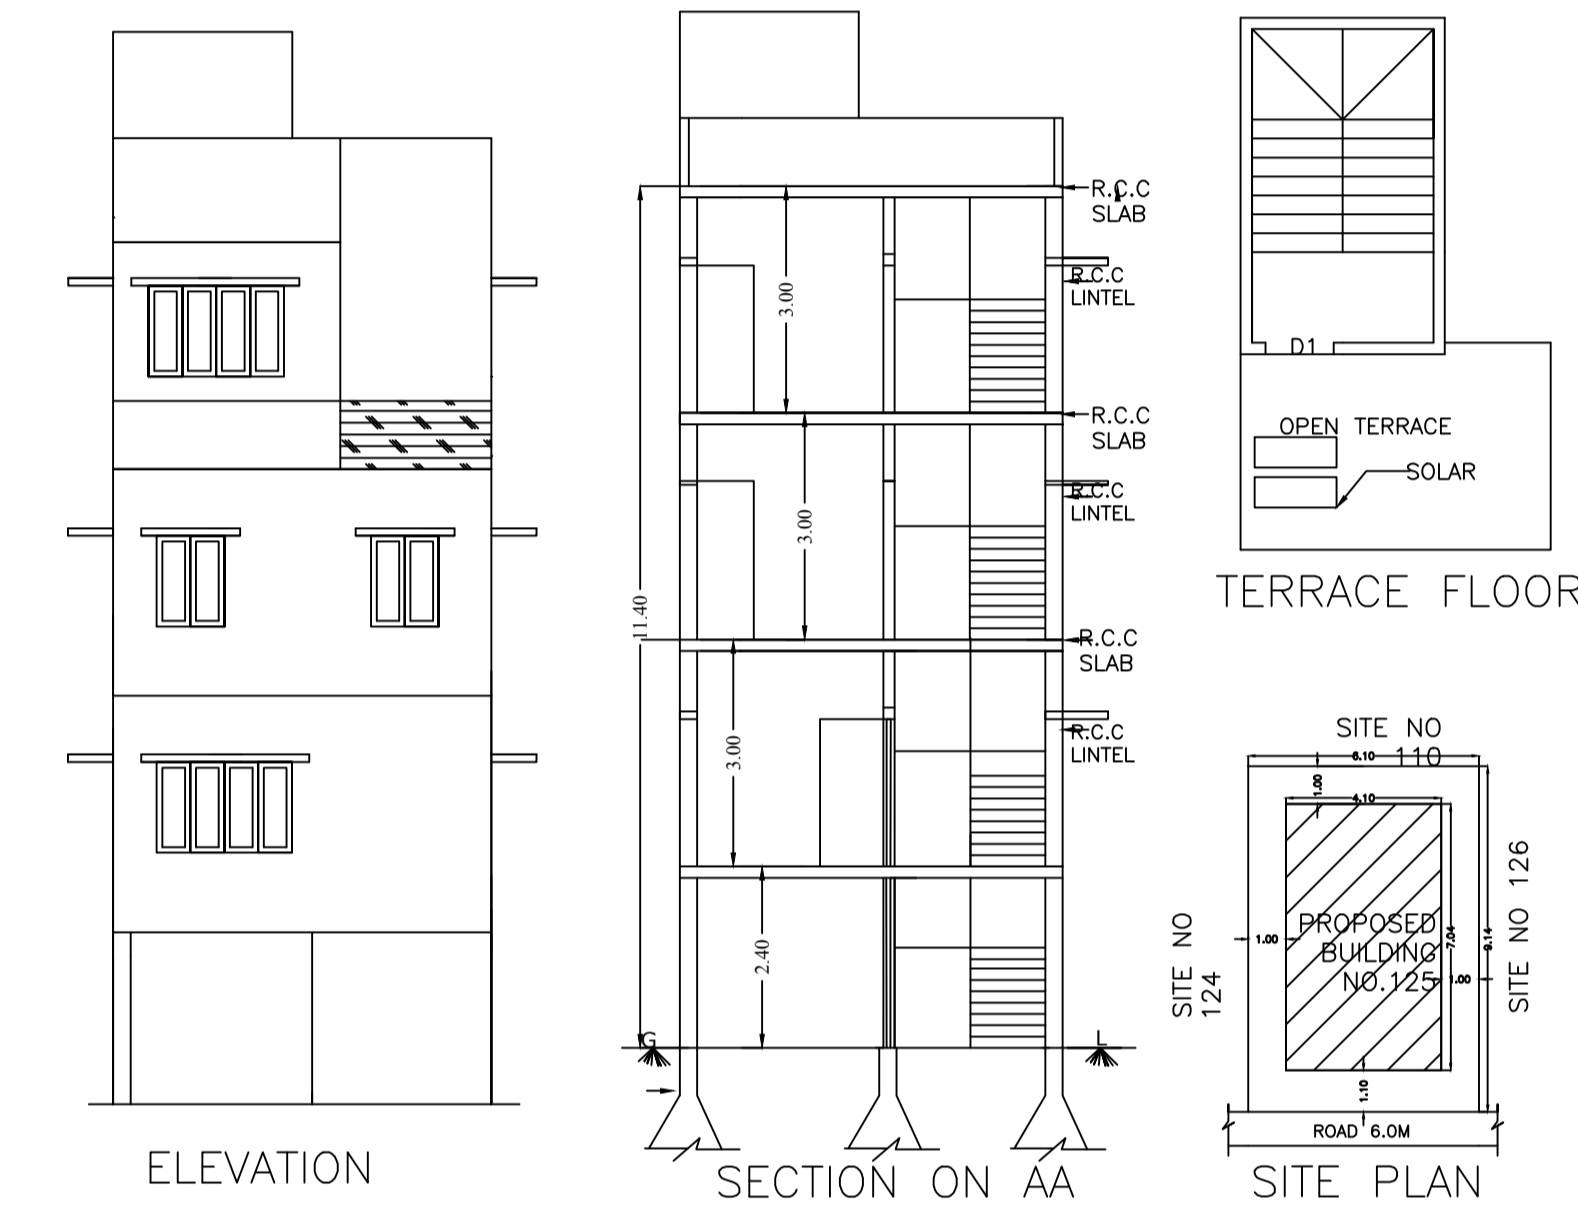 R.C.C
SLAB
R.C.C
LINTEL
3.00
R.C.C
SLAB
R.C.C
LINTEL
3.00
11.40
R.C.C
SLAB
R.C.C
LINTEL
3.00
2.40
G
L
ELEVATION
SECTION ON AA
D1
OPEN TERRACE
SOLAR
TERRACE FLOOR
SITE NO
110
6.10
1.00
4.10
SITE NO
124
1.00
PROPOSED
BUILDING
NO.125
7.04
9.14
SITE NO 126
1.10
ROAD 6.0M
SITE PLAN